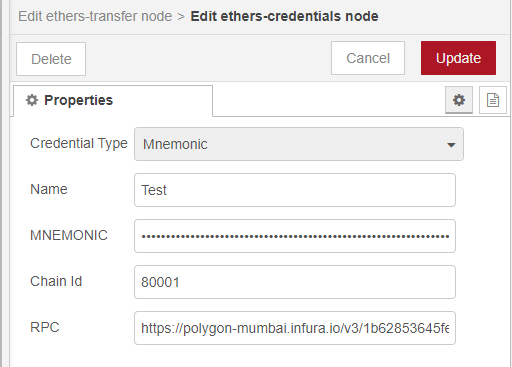 Edit ethers-transfer node > Edit ethers-credentials node
Delete
Cancel
Update
Properties
Credential Type
Mnemonic
Name
Test
MNEMONIC
••••••••••••••••••••••••••••••••••••••••••••••••••••••••••••••••
Chain Id
80001
RPC
https://polygon-mumbai.infura.io/v3/1b62853645fe